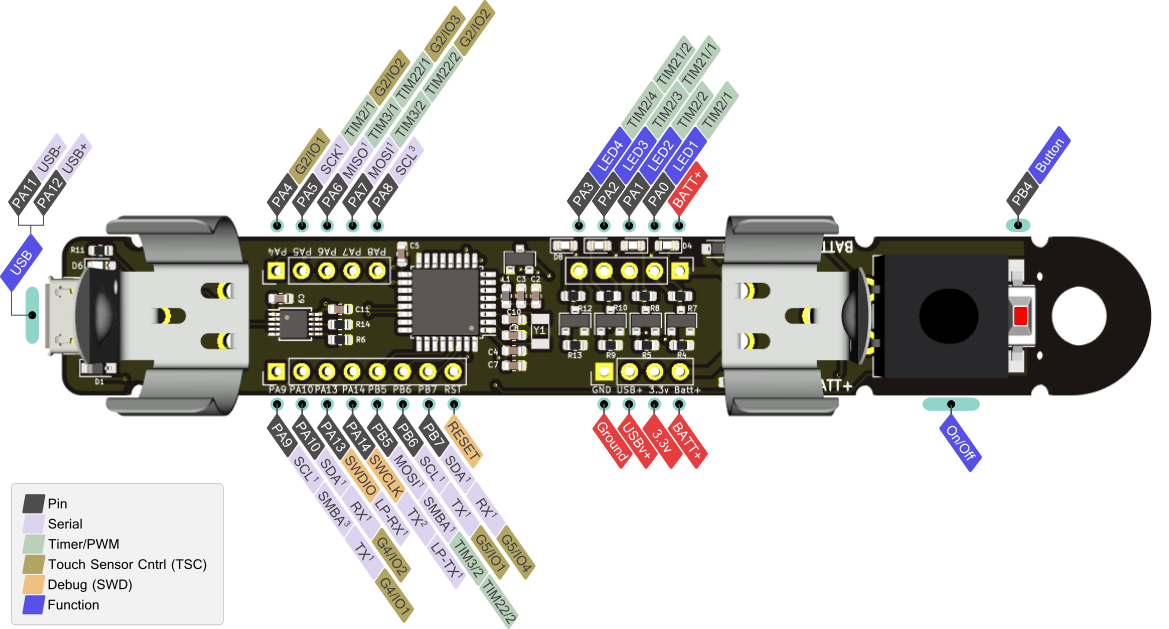 PA11 USB-
PA12 USB+
USB
PA4 G2/IO1
PA5 SCK¹ TIM2/1 G2/IO2
PA6 MISO¹ TIM3/1 TIM22/1 G2/IO3
PA7 MOSI¹ TIM3/2 TIM22/2 G2/IO2
PA8 SCL³
PA3 LED4 TIM2/4 TIM21/2
PA2 LED3 TIM2/3 TIM21/1
PA1 LED2 TIM2/2
PA0 LED1 TIM2/1
BATT+
PB4 Button
R11
D6
D1
PA4 PA5 PA6 PA7 PA8
C5
C9
C11
R14
R6
L1 C3 C2
C10
C8
Y1
C4
C7
D8
D4
R12 R10 R8 R7
R13 R9 R5 R4
BATT
ATT+
PA9 PA10 PA13 PA14 PB5 PB6 PB7 RST
GND USB+ 3.3v Batt+
PA9 SCL¹ SMBA³ TX¹ G4/IO1
PA10 SDA¹ RX¹ G4/IO2
PA13 SWDIO LP-RX¹
PA14 SWCLK TX² LP-TX¹
PB5 MOSI¹ SMBA¹ TIM3/2 TIM22/2
PB6 SCL¹ TX¹ G5/IO1
PB7 SDA¹ RX¹ G5/IO4
RESET
Ground
USBv+
3.3v
BATT+
On/Off
Pin
Serial
Timer/PWM
Touch Sensor Cntrl (TSC)
Debug (SWD)
Function